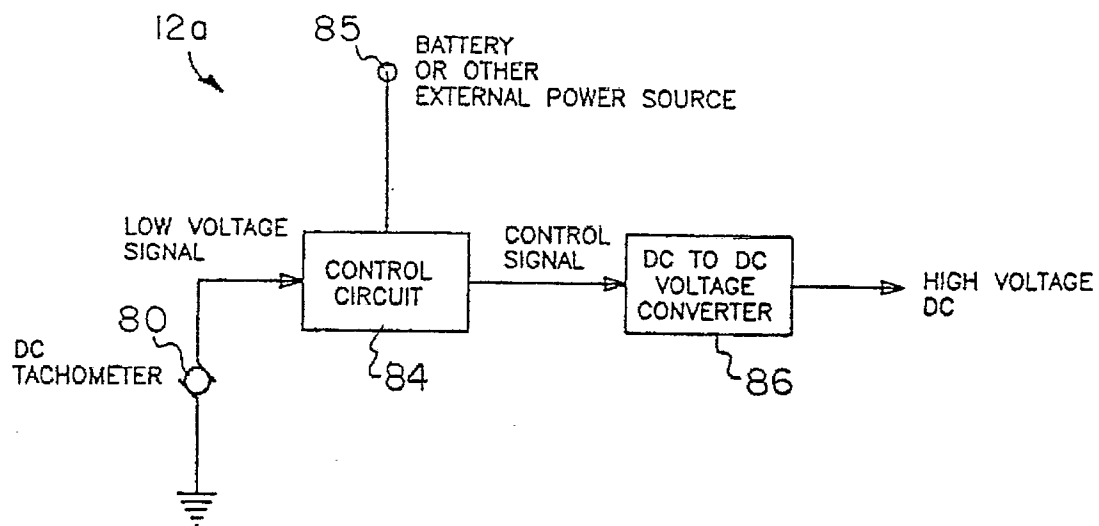 12a
85
BATTERY
OR OTHER
EXTERNAL POWER SOURCE
LOW VOLTAGE
SIGNAL
CONTROL
CIRCUIT
84
CONTROL
SIGNAL
DC TO DC
VOLTAGE
CONVERTER
86
HIGH VOLTAGE
DC
80
DC
TACHOMETER